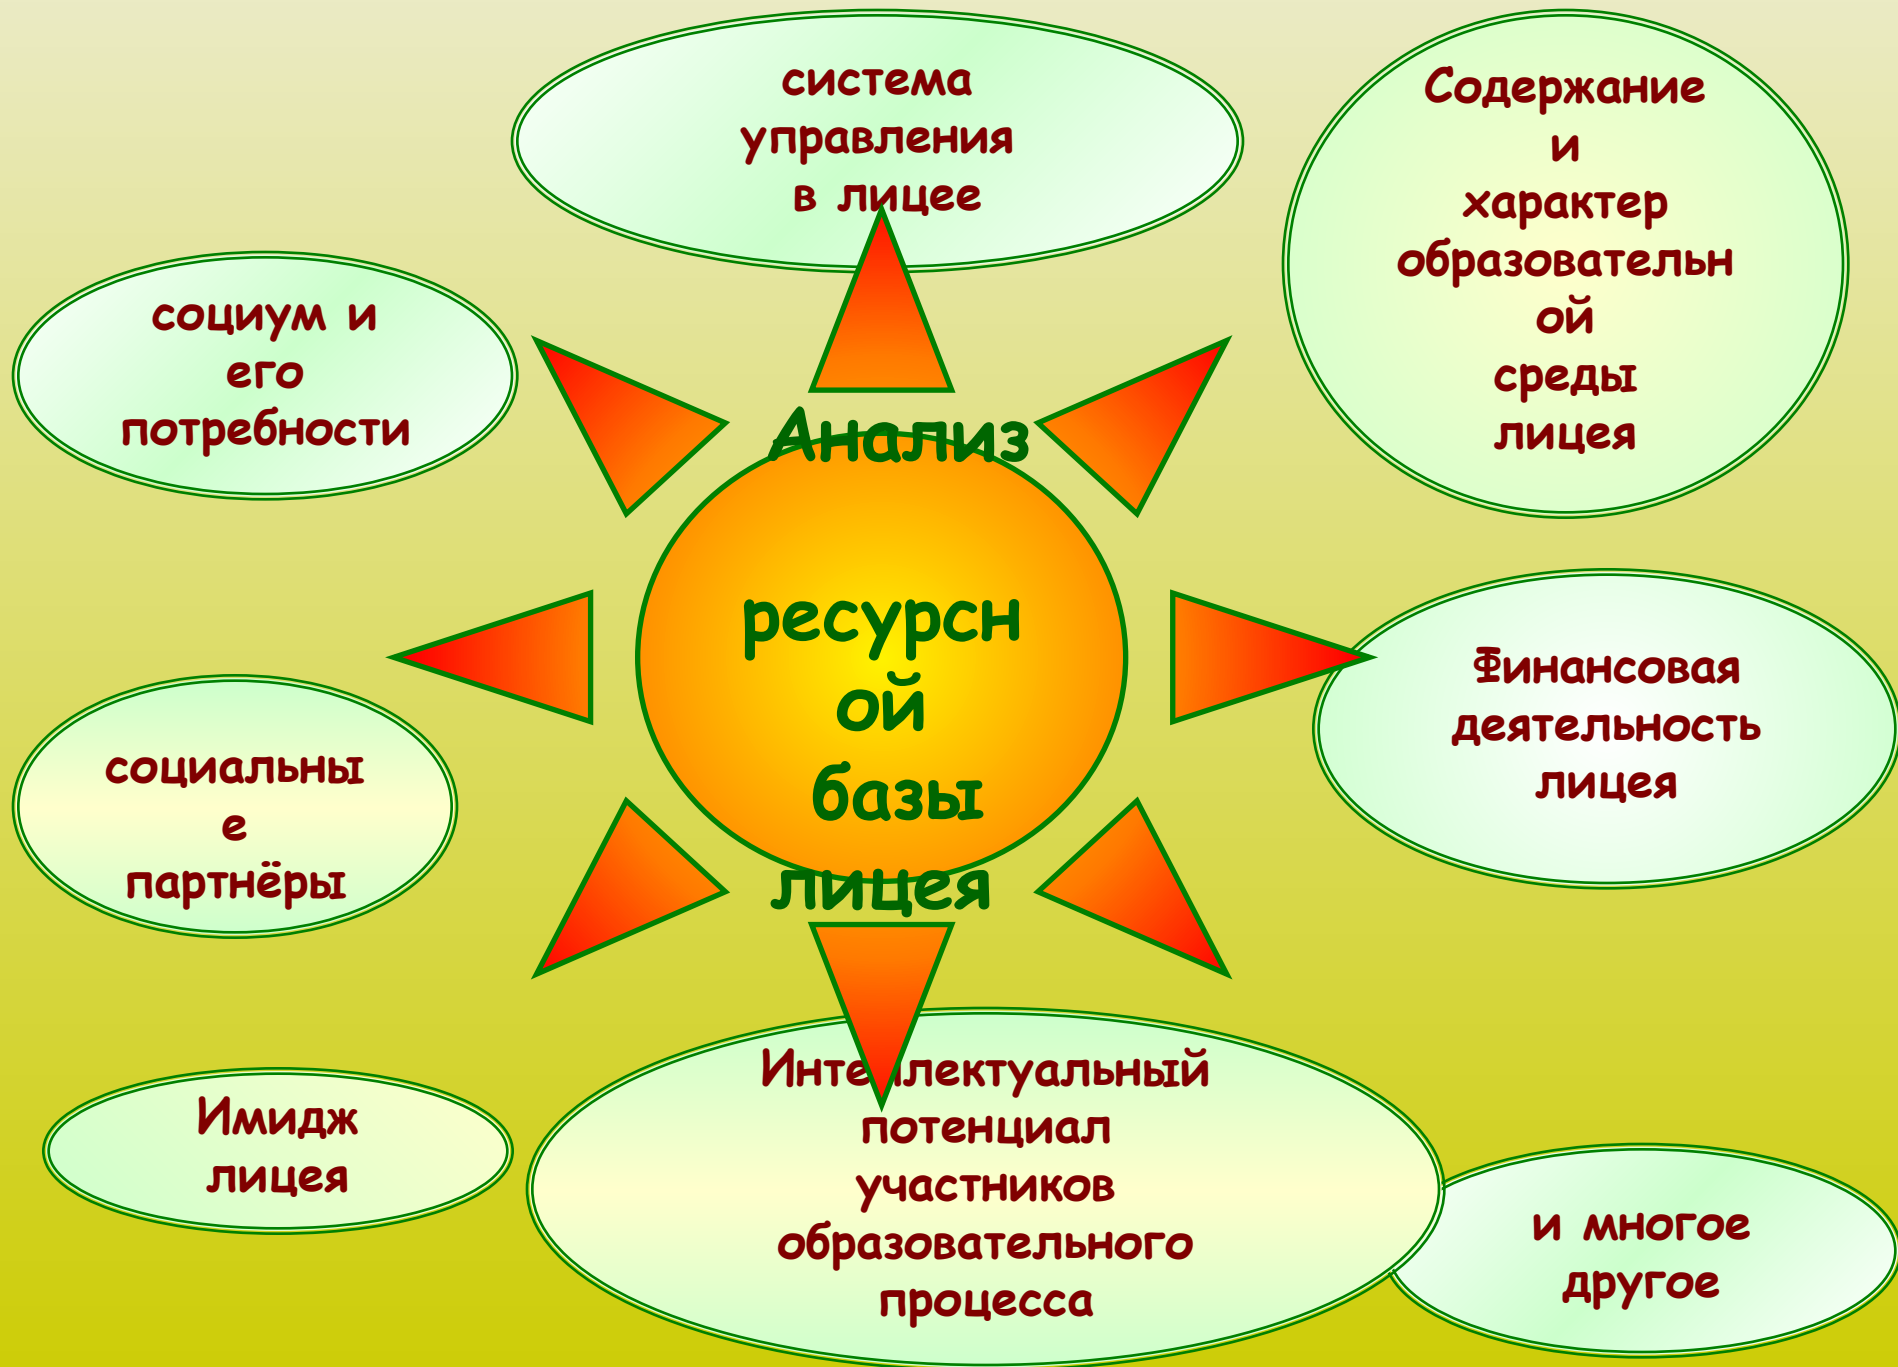 система
управления
в лицее
Содержание
и
характер
образовательн
ой
среды
лицея
социум и
его
потребности
Анализ
ресурсн
ой
базы
лицея
Финансовая
деятельность
лицея
социальны
е
партнёры
Имидж
лицея
Интеллектуальный
потенциал
участников
образовательного
процесса
и многое
другое